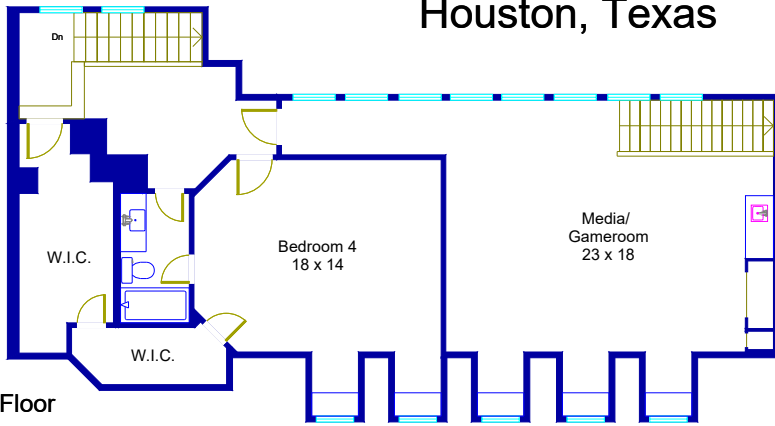 Houston, Texas
Dn
Media/
Gameroom
23 x 18
Bedroom 4
18 x 14
W.I.C.
W.I.C.
Floor